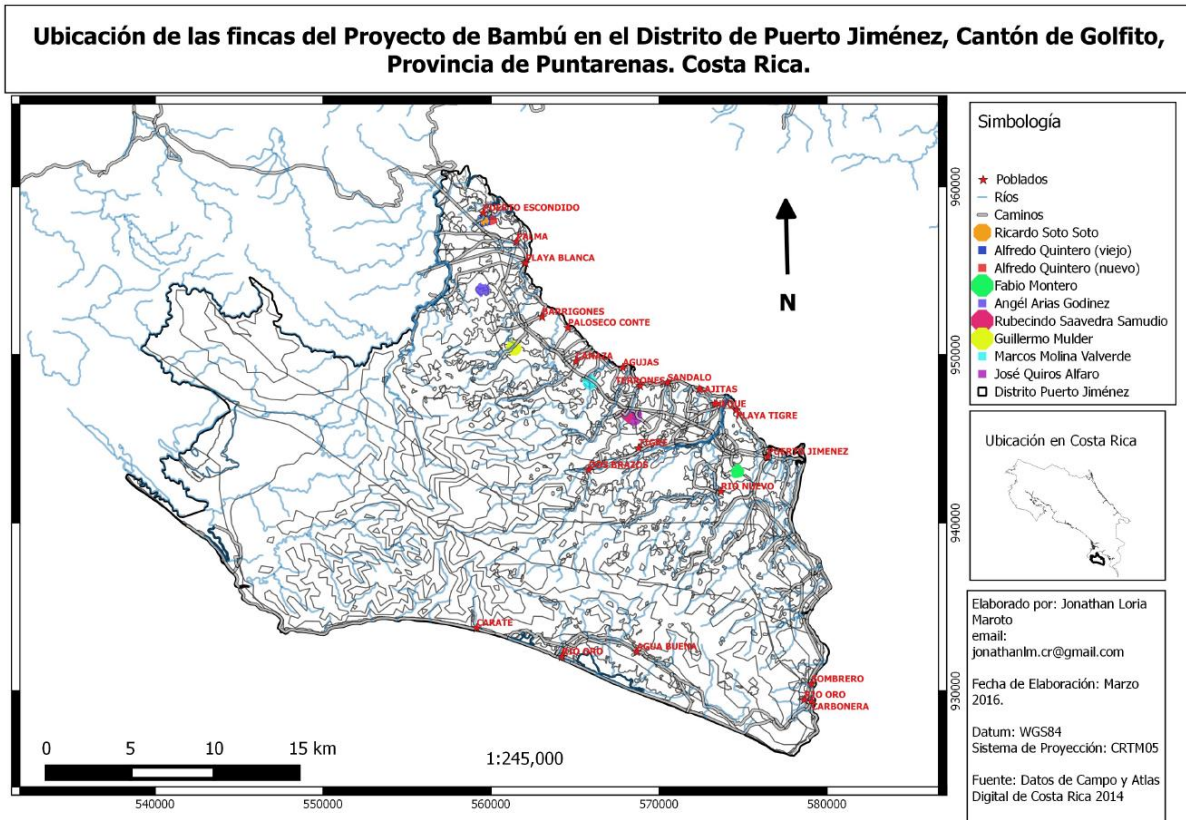 Ubicación de las fincas del Proyecto de Bambú en el Distrito de Puerto Jiménez, Cantón de Golfito,
Provincia de Puntarenas. Costa Rica.
PUERTO ESCONDIDO
PALMA
PLAYA BLANCA
BARRIGONES
PALOSECO CONTE
AGUJAS
SANDALO
PLAYA TIGRE
TIGRE
DOS BRAZOS
PUERTO JIMENEZ
RIO NUEVO
CARATE
RIO ORO
AGUA BUENA
SOMBRERO
RIO ORO
CARBONERA
N
960000
950000
940000
930000
0 5 10 15 km
1:245,000
540000 550000 560000 570000 580000
Simbología
Poblados
Ríos
Caminos
Ricardo Soto Soto
Alfredo Quintero (viejo)
Alfredo Quintero (nuevo)
Fabio Montero
Angél Arias Godinez
Rubecindo Saavedra Samudio
Guillermo Mulder
Marcos Molina Valverde
José Quiros Alfaro
Distrito Puerto Jiménez
Ubicación en Costa Rica
Elaborado por: Jonathan Loria
Maroto
email:
jonathanlm.cr@gmail.com
Fecha de Elaboración: Marzo
2016.
Datum: WGS84
Sistema de Proyección: CRTM05
Fuente: Datos de Campo y Atlas
Digital de Costa Rica 2014